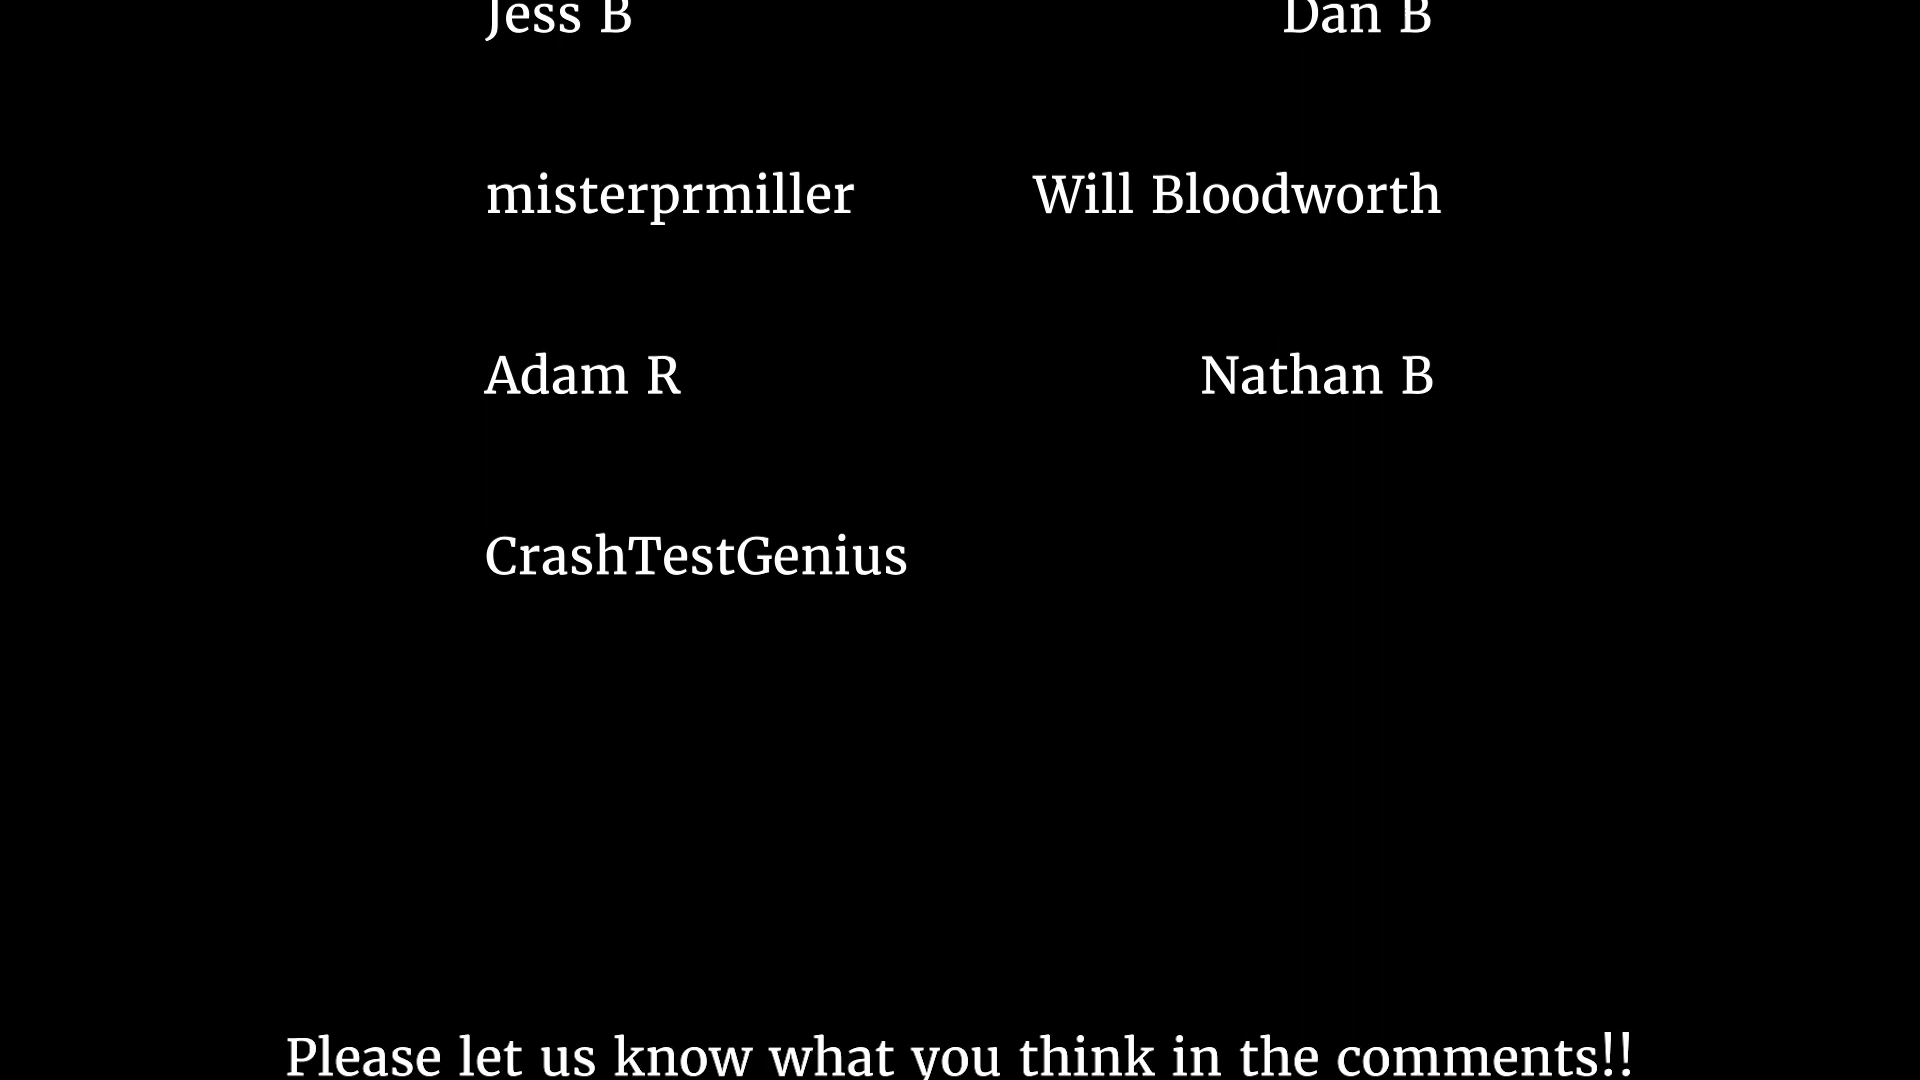 Jess B Dan B
misterprmiller Will Bloodworth
Adam R Nathan B
CrashTestGenius
Please let us know what you think in the comments!!